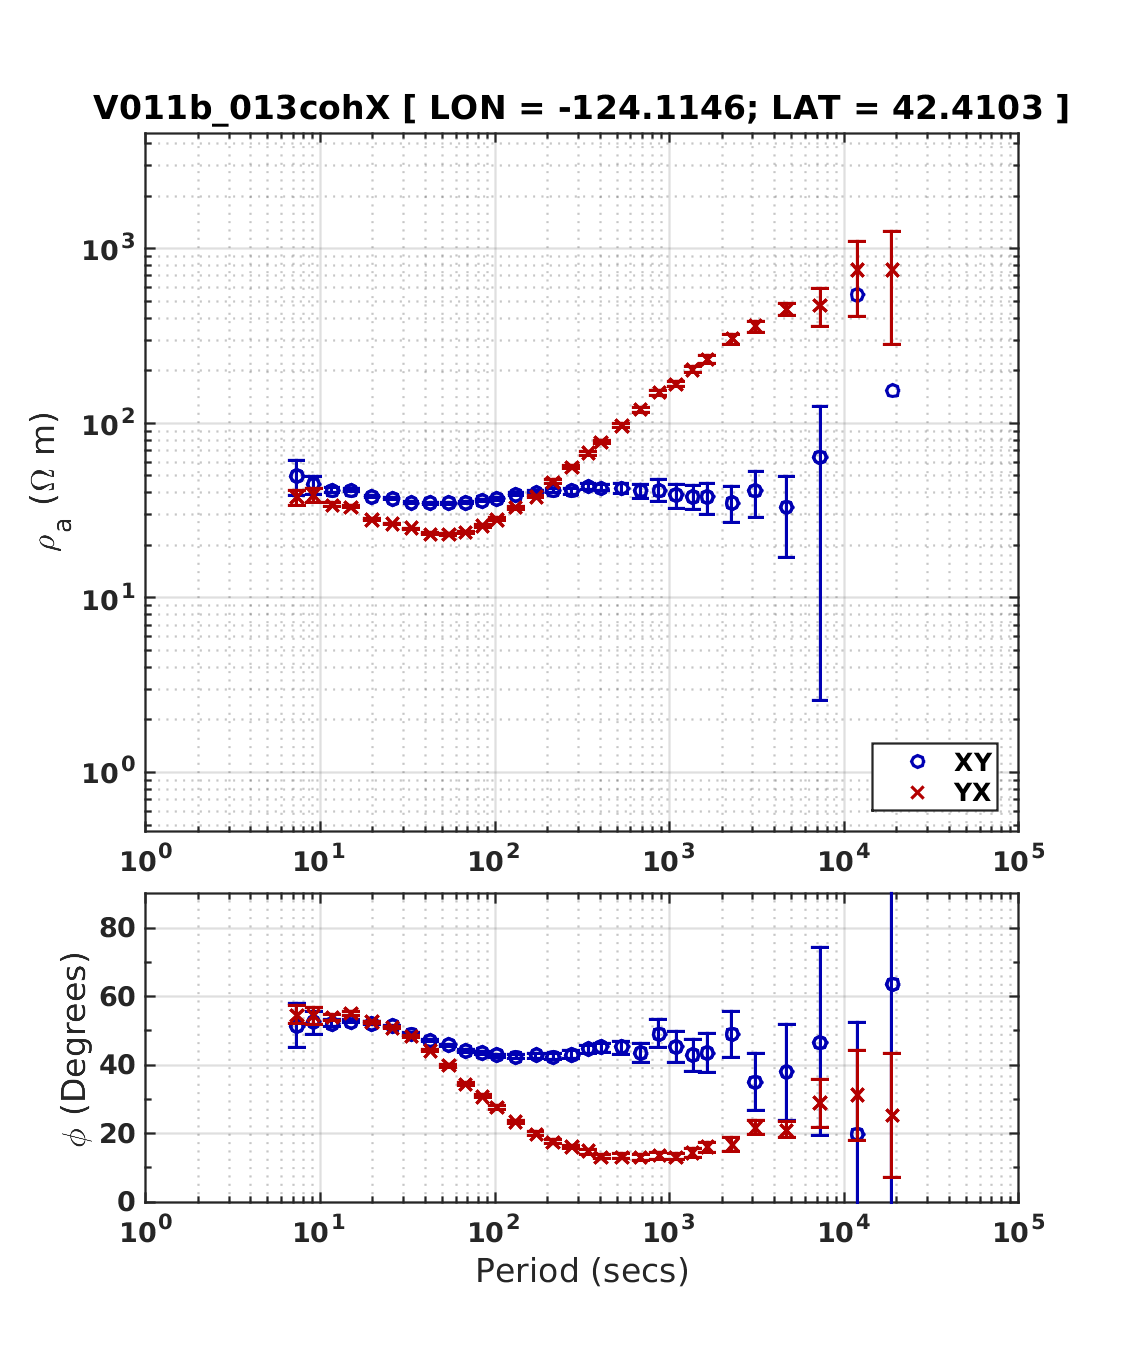 V011b_013cohX [ LON = -124.1146; LAT = 42.4103 ]
10³
10²
10¹
10⁰
ρa (Ω m)
XY
YX
10⁰ 10¹ 10² 10³ 10⁴ 10⁵
80
60
40
20
0
ϕ (Degrees)
10⁰ 10¹ 10² 10³ 10⁴ 10⁵
Period (secs)